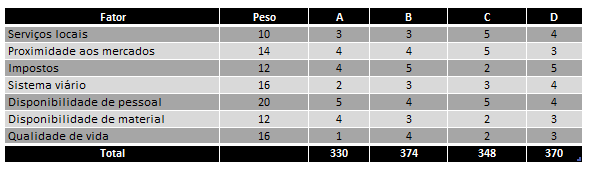 Fator Peso A B C D
Serviços locais 10 3 3 5 4
Proximidade aos mercados 14 4 4 5 3
Impostos 12 4 5 2 5
Sistema viário 16 2 3 3 4
Disponibilidade de pessoal 20 5 4 5 4
Disponibilidade de material 12 4 3 2 3
Qualidade de vida 16 1 4 2 3
Total 330 374 348 370